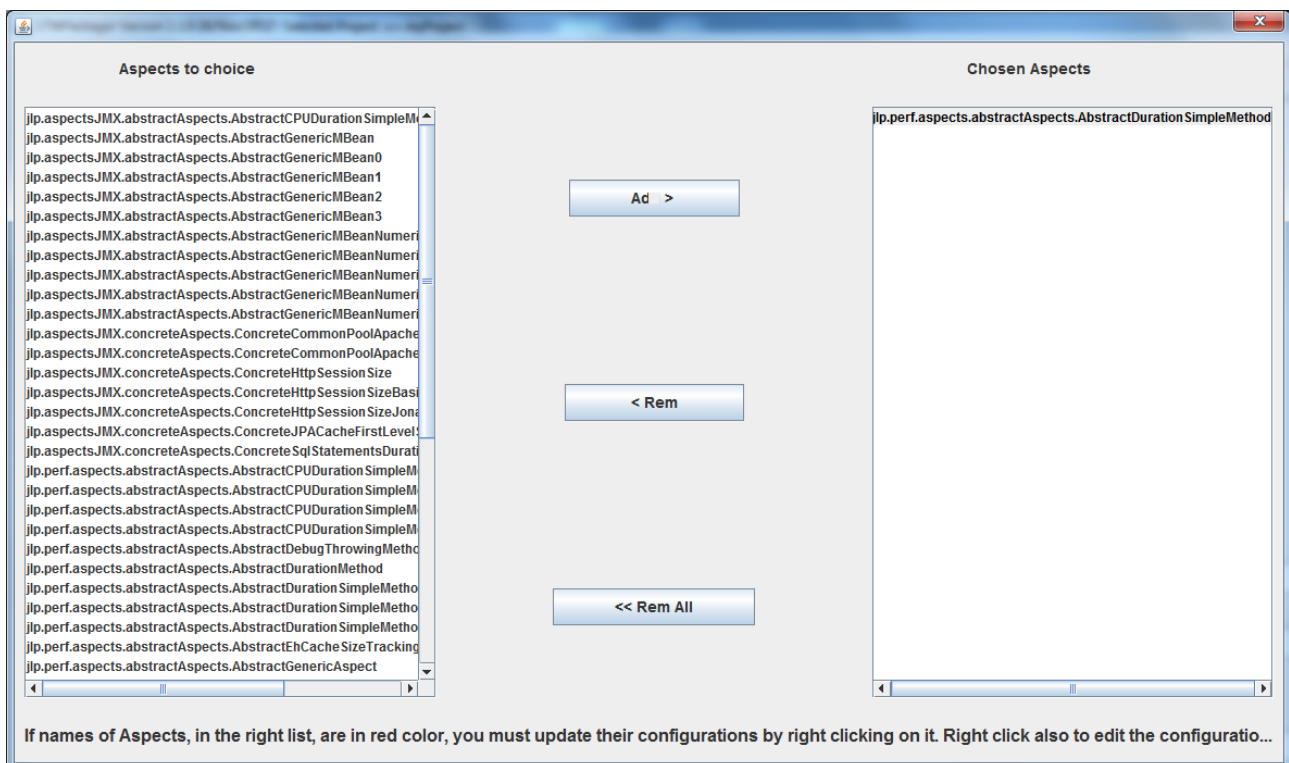 Aspects to choice
Chosen Aspects
jlp.aspectsJMX.abstractAspects.AbstractCPUDurationSimpleM
jlp.aspectsJMX.abstractAspects.AbstractGenericMBean
jlp.aspectsJMX.abstractAspects.AbstractGenericMBean0
jlp.aspectsJMX.abstractAspects.AbstractGenericMBean1
jlp.aspectsJMX.abstractAspects.AbstractGenericMBean2
jlp.aspectsJMX.abstractAspects.AbstractGenericMBean3
jlp.aspectsJMX.abstractAspects.AbstractGenericMBeanNumeri
jlp.aspectsJMX.abstractAspects.AbstractGenericMBeanNumeri
jlp.aspectsJMX.abstractAspects.AbstractGenericMBeanNumeri
jlp.aspectsJMX.abstractAspects.AbstractGenericMBeanNumeri
jlp.aspectsJMX.abstractAspects.AbstractGenericMBeanNumeri
jlp.aspectsJMX.concreteAspects.ConcreteCommonPoolApache
jlp.aspectsJMX.concreteAspects.ConcreteCommonPoolApache
jlp.aspectsJMX.concreteAspects.ConcreteHttpSessionSize
jlp.aspectsJMX.concreteAspects.ConcreteHttpSessionSizeBasi
jlp.aspectsJMX.concreteAspects.ConcreteHttpSessionSizeJona
jlp.aspectsJMX.concreteAspects.ConcreteJPACacheFirstLevelS
jlp.aspectsJMX.concreteAspects.ConcreteSqlStatementsDurati
jlp.perf.aspects.abstractAspects.AbstractCPUDurationSimpleM
jlp.perf.aspects.abstractAspects.AbstractCPUDurationSimpleM
jlp.perf.aspects.abstractAspects.AbstractCPUDurationSimpleM
jlp.perf.aspects.abstractAspects.AbstractCPUDurationSimpleM
jlp.perf.aspects.abstractAspects.AbstractDebugThrowingMetho
jlp.perf.aspects.abstractAspects.AbstractDurationMethod
jlp.perf.aspects.abstractAspects.AbstractDurationSimpleMetho
jlp.perf.aspects.abstractAspects.AbstractDurationSimpleMetho
jlp.perf.aspects.abstractAspects.AbstractDurationSimpleMetho
jlp.perf.aspects.abstractAspects.AbstractEhCacheSizeTracking
jlp.perf.aspects.abstractAspects.AbstractGenericAspect
Ad >
< Rem
<< Rem All
jlp.perf.aspects.abstractAspects.AbstractDurationSimpleMethod
If names of Aspects, in the right list, are in red color, you must update their configurations by right clicking on it. Right click also to edit the configuratio...